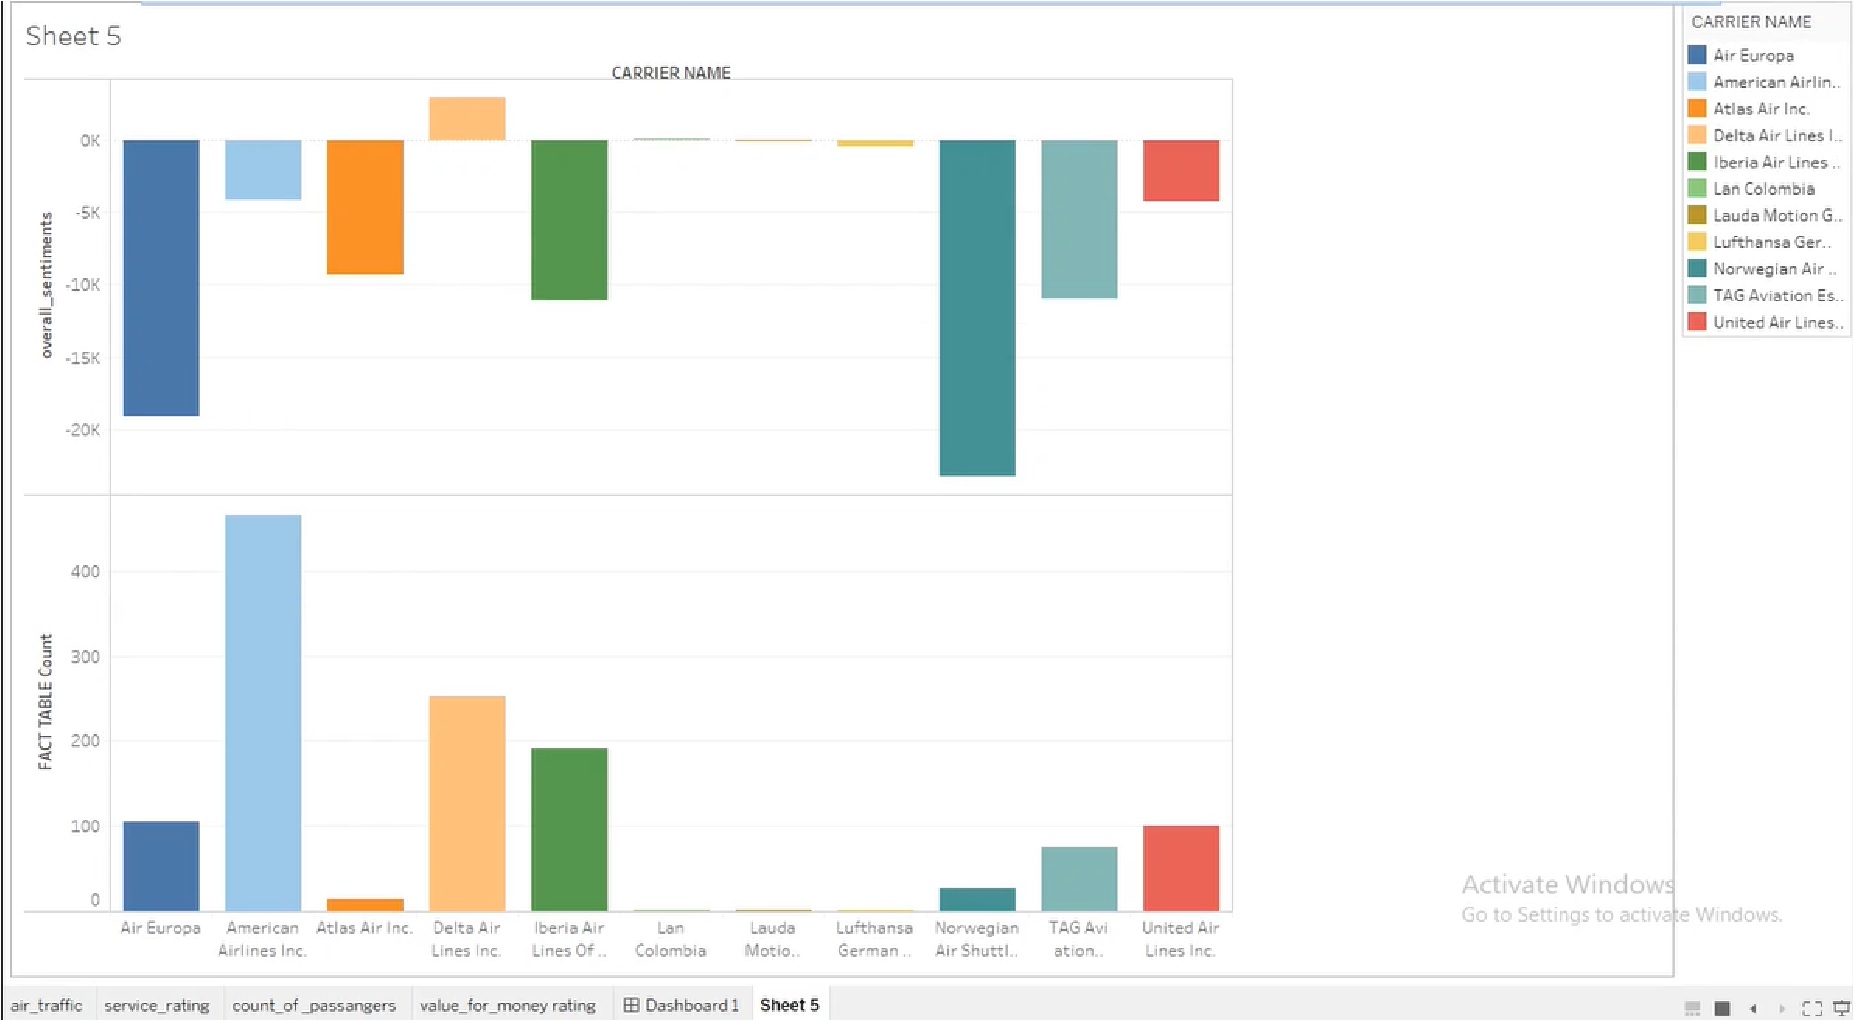 Sheet 5
CARRIER NAME
overall_sentiments
0K
-5K
-10K
-15K
-20K
FACT TABLE Count
400
300
200
100
0
Air Europa
American
Airlines Inc.
Atlas Air Inc.
Delta Air
Lines Inc.
Iberia Air
Lines Of ..
Lan
Colombia
Lauda
Motio..
Lufthansa
German ..
Norwegian
Air Shuttl..
TAG Avi
ation..
United Air
Lines Inc.
CARRIER NAME
Air Europa
American Airlin..
Atlas Air Inc.
Delta Air Lines I..
Iberia Air Lines ..
Lan Colombia
Lauda Motion G..
Lufthansa Ger..
Norwegian Air ..
TAG Aviation Es..
United Air Lines..
Activate Windows
Go to Settings to activate Windows.
air_traffic
service_rating
count_of_passangers
value_for_money rating
Dashboard 1
Sheet 5